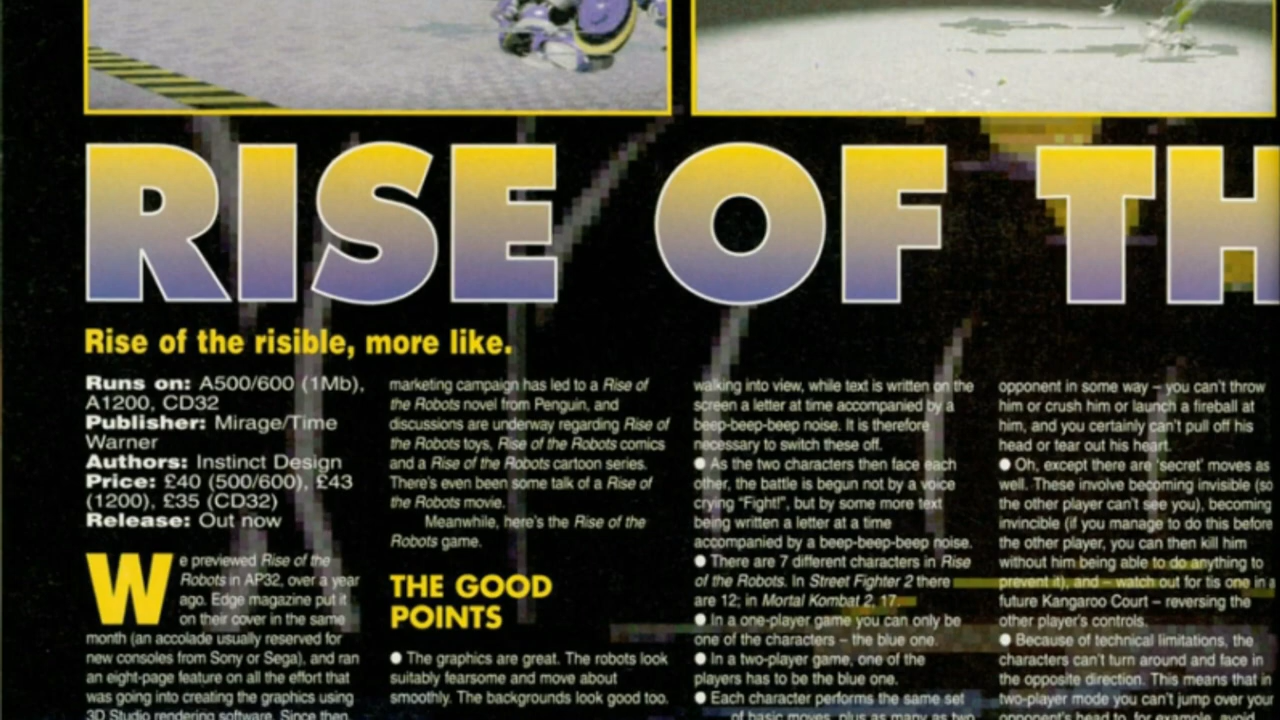 RISE OF TH
Rise of the risible, more like.
Runs on: A500/600 (1Mb),
A1200, CD32
Publisher: Mirage/Time
Warner
Authors: Instinct Design
Price: £40 (500/600), £43
(1200), £35 (CD32)
Release: Out now
We previewed Rise of the
Robots in AP32, over a year
ago. Edge magazine put it
on their cover in the same
month (an accolade usually reserved for
new consoles from Sony or Sega), and ran
an eight-page feature on all the effort that
was going into creating the graphics using
3D Studio rendering software. Since then,
marketing campaign has led to a Rise of
the Robots novel from Penguin, and
discussions are underway regarding Rise of
the Robots toys, Rise of the Robots comics
and a Rise of the Robots cartoon series.
There's even been some talk of a Rise of
the Robots movie.
Meanwhile, here's the Rise of the
Robots game.
THE GOOD
POINTS
● The graphics are great. The robots look
suitably fearsome and move about
smoothly. The backgrounds look good too.
walking into view, while text is written on the
screen a letter at time accompanied by a
beep-beep-beep noise. It is therefore
necessary to switch these off.
● As the two characters then face each
other, the battle is begun not by a voice
crying “Fight!”, but by some more text
being written a letter at a time
accompanied by a beep-beep-beep noise.
● There are 7 different characters in Rise
of the Robots. In Street Fighter 2 there
are 12; in Mortal Kombat 2, 17.
● In a one-player game you can only be
one of the characters – the blue one.
● In a two-player game, one of the
players has to be the blue one.
● Each character performs the same set
of basic moves, plus as many as two
opponent in some way – you can't throw
him or crush him or launch a fireball at
him, and you certainly can't pull off his
head or tear out his heart.
● Oh, except there are 'secret' moves as
well. These involve becoming invisible (so
the other player can't see you), becoming
invincible (if you manage to do this before
the other player, you can then kill him
without him being able to do anything to
prevent it), and – watch out for tis one in a
future Kangaroo Court – reversing the
other player's controls.
● Because of technical limitations, the
characters can't turn around and face in
the opposite direction. This means that in
two-player mode you can't jump over your
opponent's head to, for example, avoid